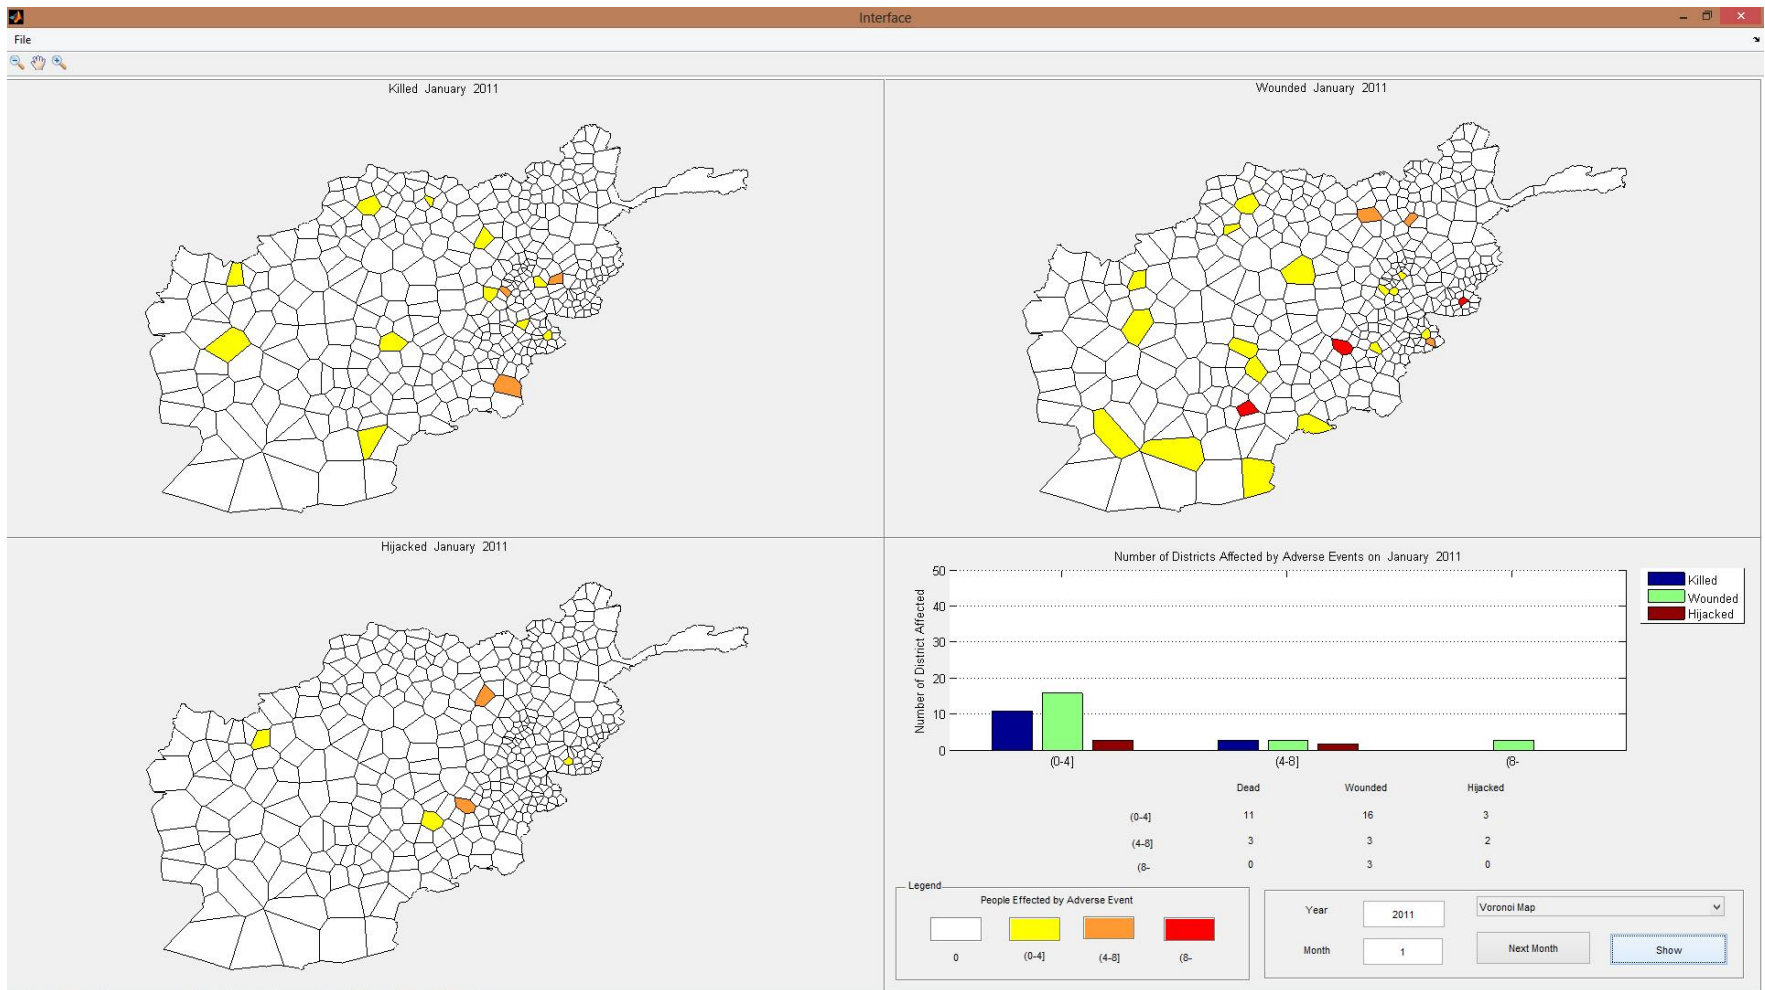 Interface
File
Killed January 2011
Wounded January 2011
Hijacked January 2011
Number of Districts Affected by Adverse Events on January 2011
Number of District Affected
50
40
30
20
10
0
(0-4]
(4-8]
(8-
Killed
Wounded
Hijacked
Dead Wounded Hijacked
(0-4] 11 16 3
(4-8] 3 3 2
(8- 0 3 0
Legend
People Effected by Adverse Event
0 (0-4] (4-8] (8-
Year 2011 Voronoi Map
Month 1 Next Month Show